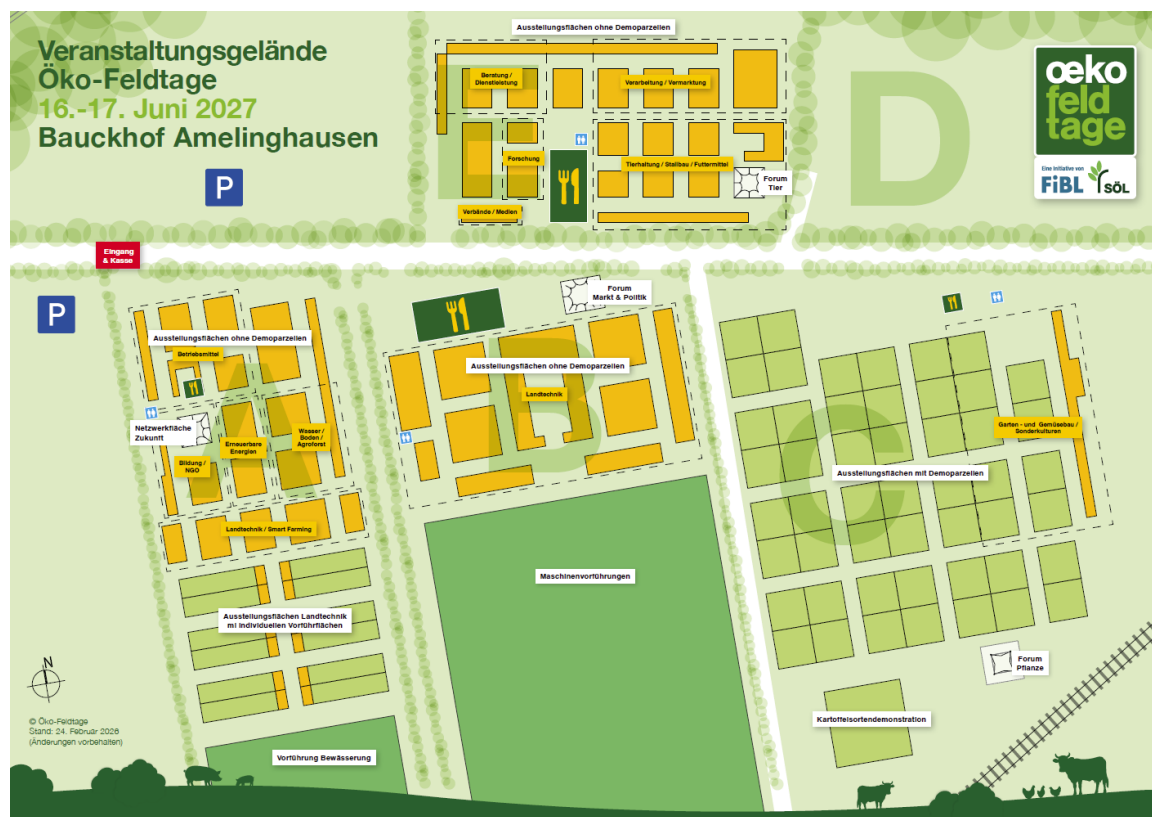 Veranstaltungsgelände
Öko-Feldtage
16.-17. Juni 2027
Bauckhof Amelinghausen
P
Ausstellungsflächen ohne Demoparzellen
Beratung /
Dienstleistung
Verarbeitung / Vermarktung
Forschung
Tierhaltung / Stallbau / Futtermittel
Forum
Tier
Verbände / Medien
E
D
œko
feld
tage
Eine Initiative von
FiBL
SÖL
Eingang
& Kasse
P
Forum
Markt & Politik
Ausstellungsflächen ohne Demoparzellen
Betriebsmittel
Netzwerkfläche
Zukunft
Erneuerbare
Energien
Wasser /
Boden /
Agroforst
Bildung /
NGO
A
Landtechnik / Smart Farming
Ausstellungsflächen Landtechnik
mi individuellen Vorführflächen
Vorführung Bewässerung
Ausstellungsflächen ohne Demoparzellen
Landtechnik
B
Maschinenvorführungen
Garten - und Gemüsebau /
Sonderkulturen
Ausstellungsflächen mit Demoparzellen
C
Forum
Pflanze
Kartoffelsortendemonstration
N
© Öko-Feldtage
Stand: 24. Februar 2026
(Änderungen vorbehalten)